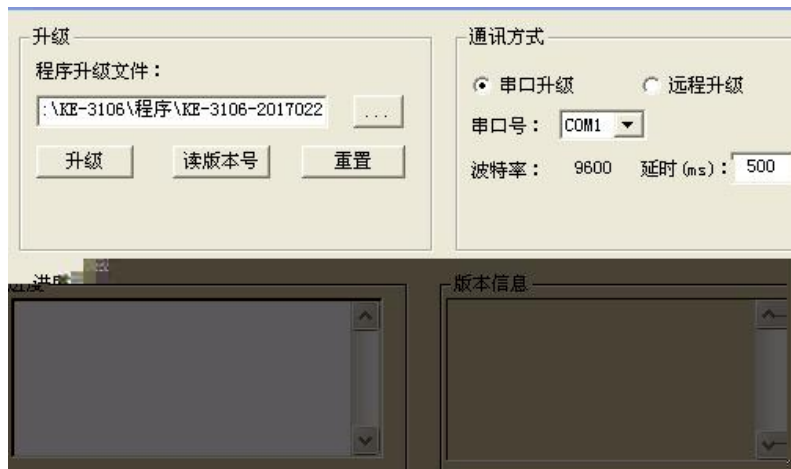 升级
程序升级文件：
:\KE-3106\程序\KE-3106-2017022
...
升级 读版本号 重置
通讯方式
串口升级 远程升级
串口号： COM1
波特率： 9600 延时(ms)： 500
版本信息